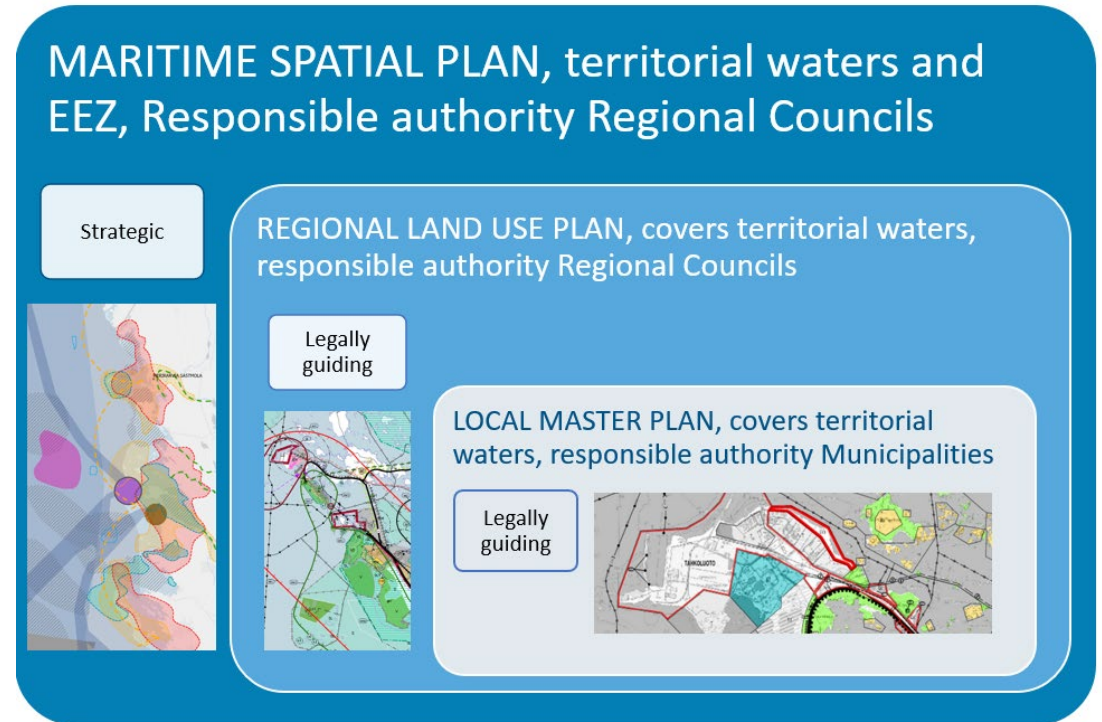 MARITIME SPATIAL PLAN, territorial waters and
EEZ, Responsible authority Regional Councils
Strategic
REGIONAL LAND USE PLAN, covers territorial waters,
responsible authority Regional Councils
Legally
guiding
LOCAL MASTER PLAN, covers territorial
waters, responsible authority Municipalities
Legally
guiding
TAHKOLUOTO